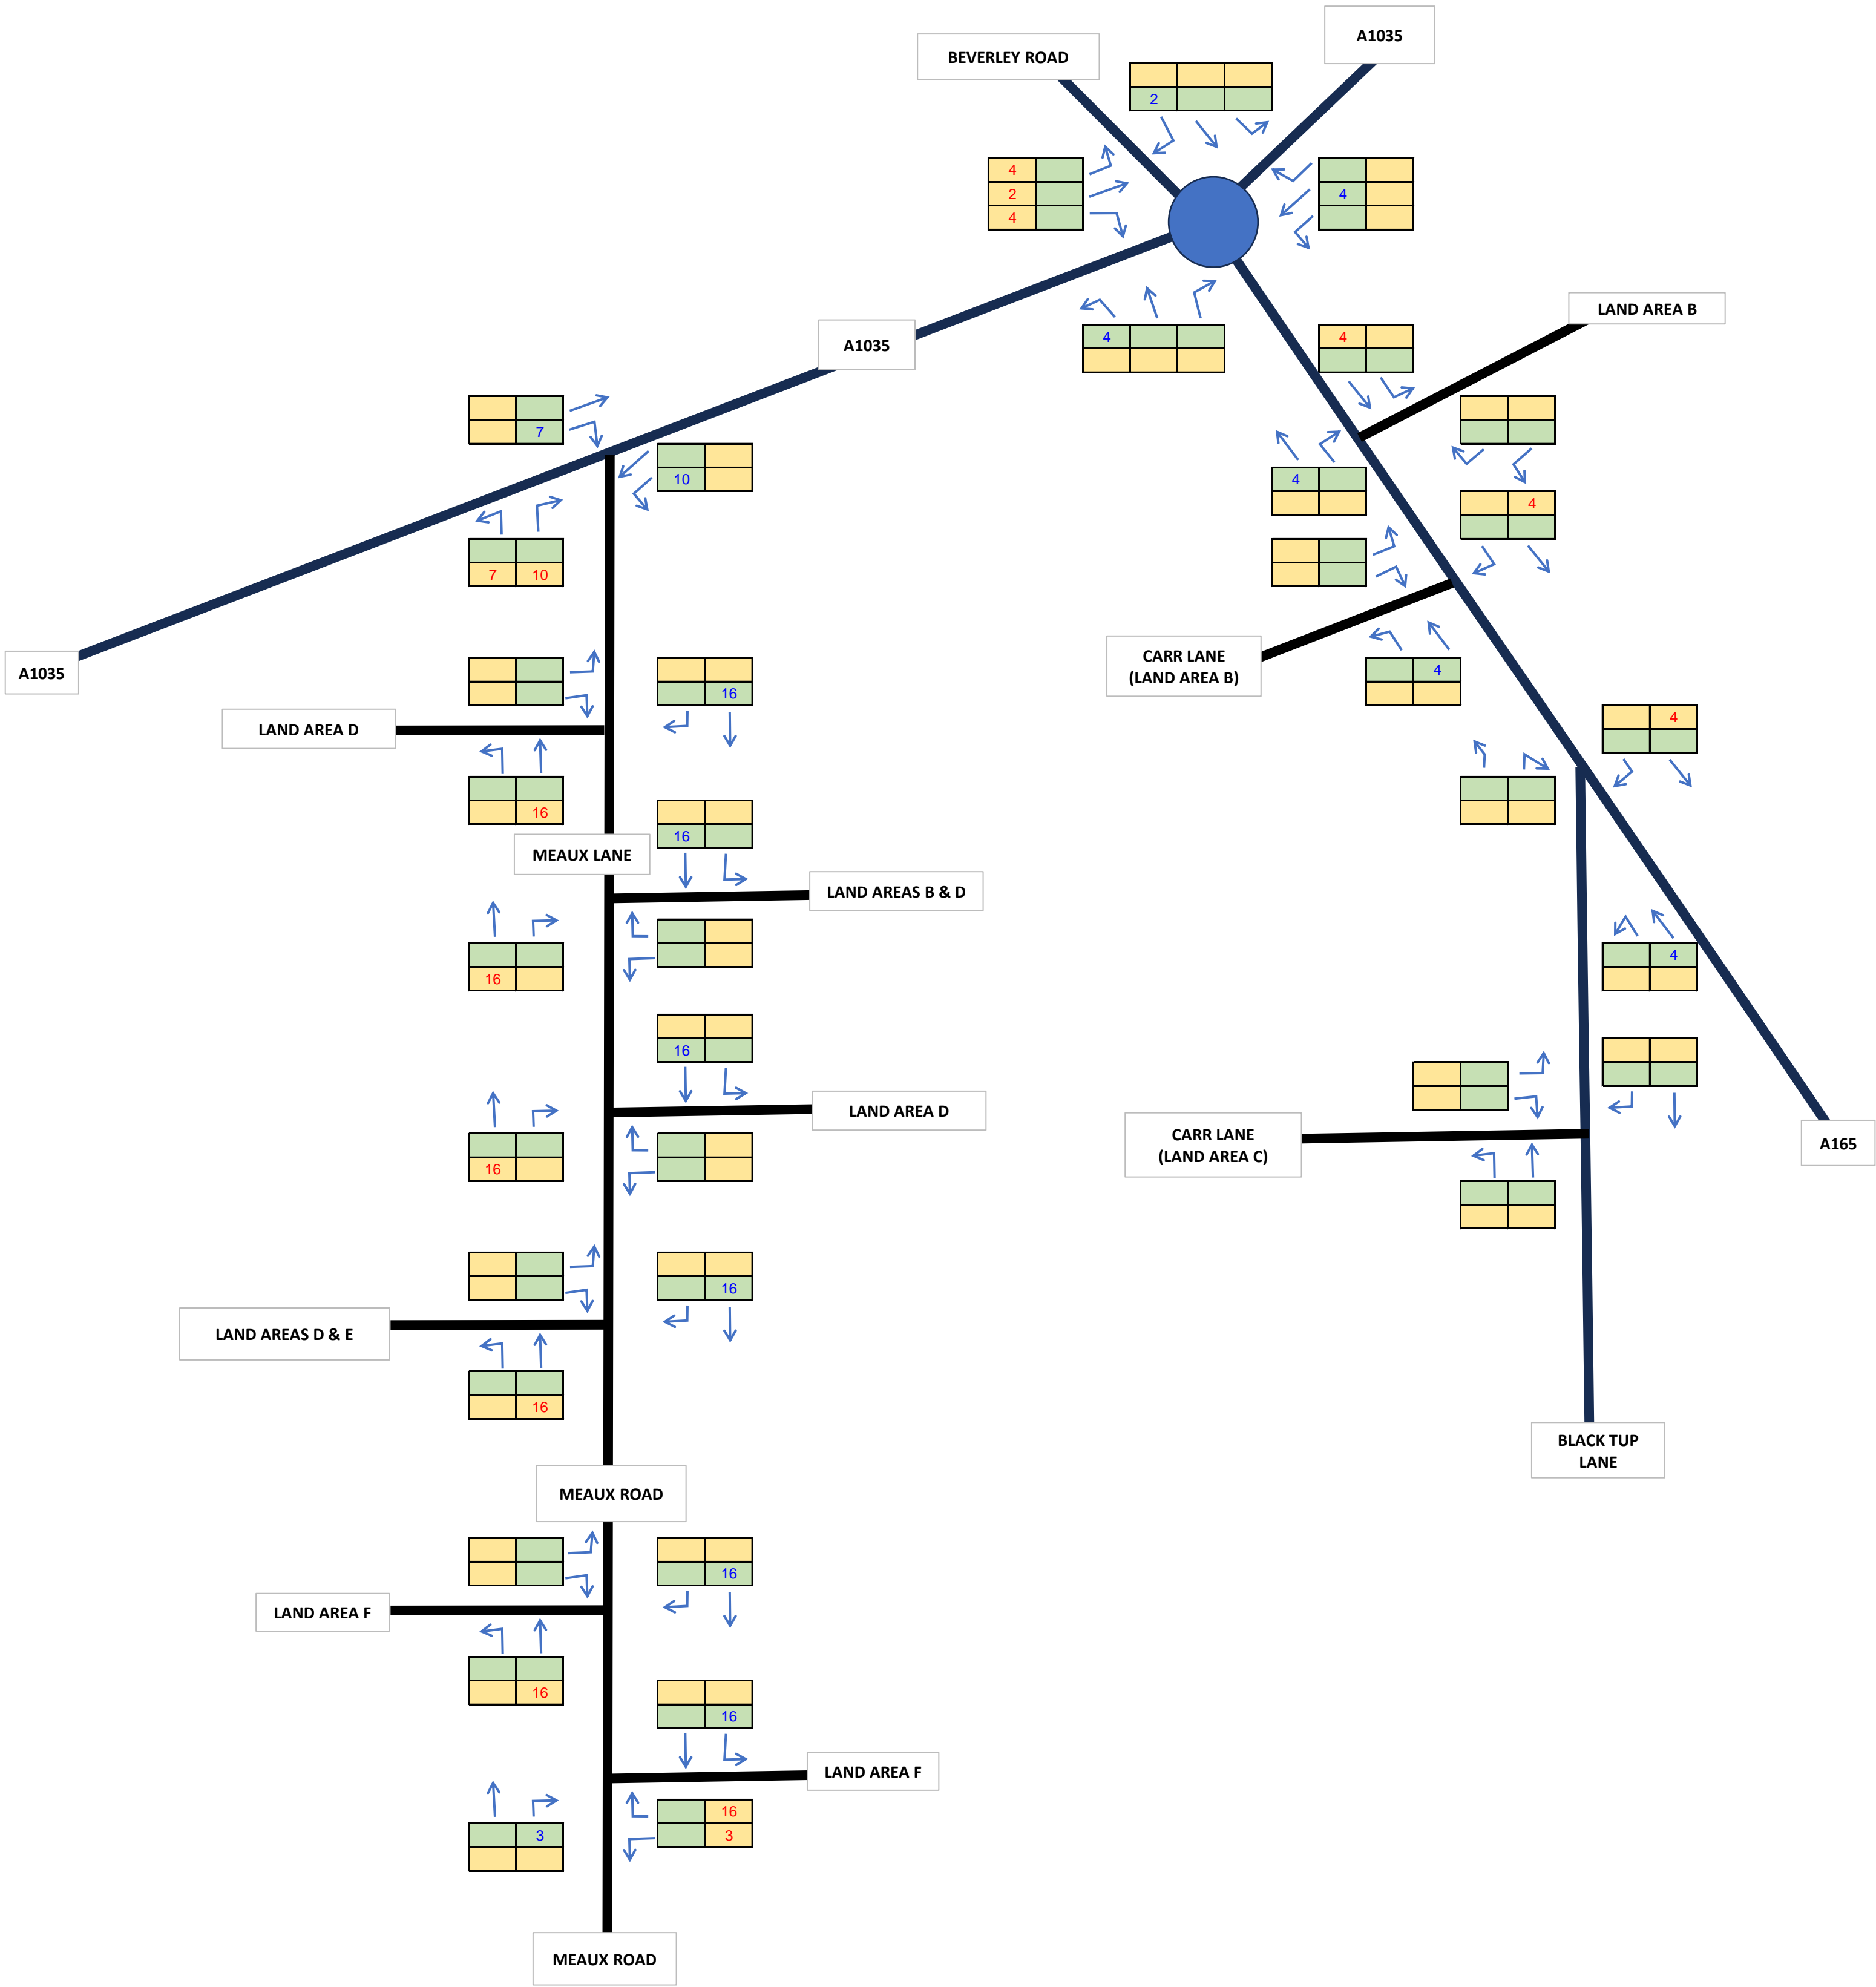 A1035
BEVERLEY ROAD
2
4
2
4
4
LAND AREA B
4
4
A1035
7
10
4
4
7 10
CARR LANE
(LAND AREA B)
4
A1035
16
4
LAND AREA D
16
16
MEAUX LANE
LAND AREAS B & D
4
16
16
LAND AREA D
CARR LANE
(LAND AREA C)
A165
16
16
LAND AREAS D & E
16
BLACK TUP
LANE
MEAUX ROAD
16
LAND AREA F
16
16
LAND AREA F
16
3
3
MEAUX ROAD